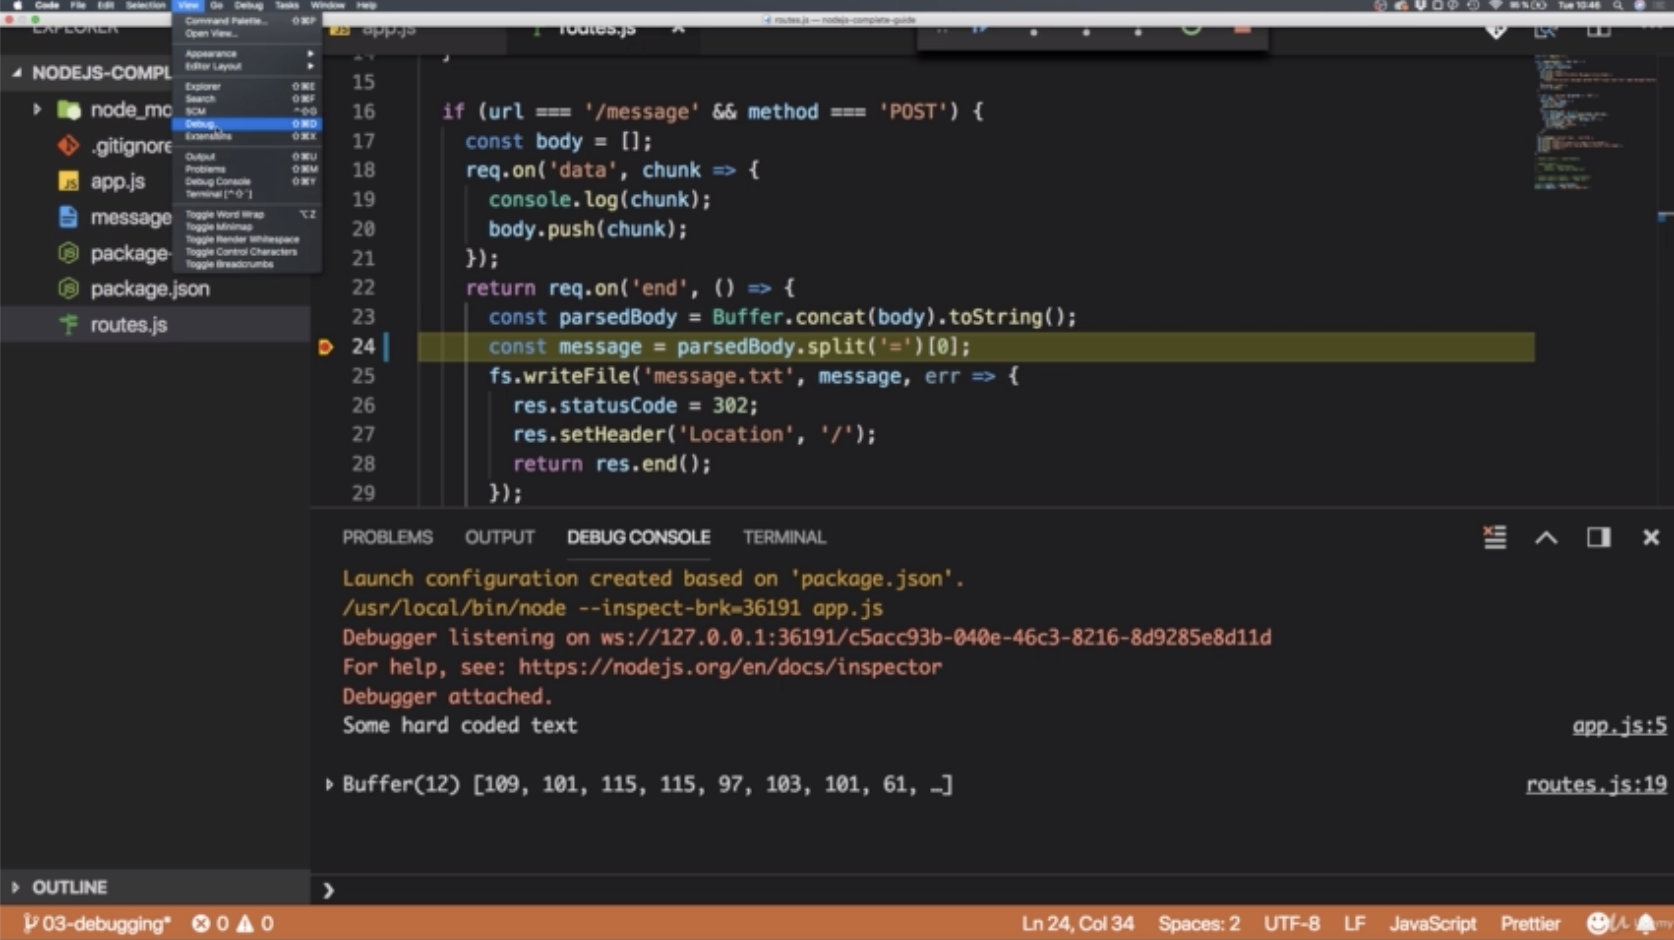 Code File Edit Selection View Go Debug Tasks Window Help
Tue 10:46
routes.js — nodejs-complete-guide
EXPLORER
NODEJS-COMPL
node_mo
.gitignore
app.js
message
package-
package.json
routes.js
OUTLINE
Command Palette... ⇧⌘P
Open View...
Appearance
Editor Layout
Explorer ⇧⌘E
Search ⇧⌘F
SCM ^⇧G
Debug ⇧⌘D
Extensions ⇧⌘X
Output ⇧⌘U
Problems ⇧⌘M
Debug Console ⇧⌘Y
Terminal [^⇧`]
Toggle Word Wrap ⌥Z
Toggle Minimap
Toggle Render Whitespace
Toggle Control Characters
Toggle Breadcrumbs
JS app.js
routes.js
14 }
15
16 if (url === '/message' && method === 'POST') {
17 const body = [];
18 req.on('data', chunk => {
19 console.log(chunk);
20 body.push(chunk);
21 });
22 return req.on('end', () => {
23 const parsedBody = Buffer.concat(body).toString();
24 const message = parsedBody.split('=')[0];
25 fs.writeFile('message.txt', message, err => {
26 res.statusCode = 302;
27 res.setHeader('Location', '/');
28 return res.end();
29 });
PROBLEMS OUTPUT DEBUG CONSOLE TERMINAL
Launch configuration created based on 'package.json'.
/usr/local/bin/node --inspect-brk=36191 app.js
Debugger listening on ws://127.0.0.1:36191/c5acc93b-040e-46c3-8216-8d9285e8d11d
For help, see: https://nodejs.org/en/docs/inspector
Debugger attached.
Some hard coded text app.js:5
Buffer(12) [109, 101, 115, 115, 97, 103, 101, 61, …] routes.js:19
❯
03-debugging* 0 0 Ln 24, Col 34 Spaces: 2 UTF-8 LF JavaScript Prettier